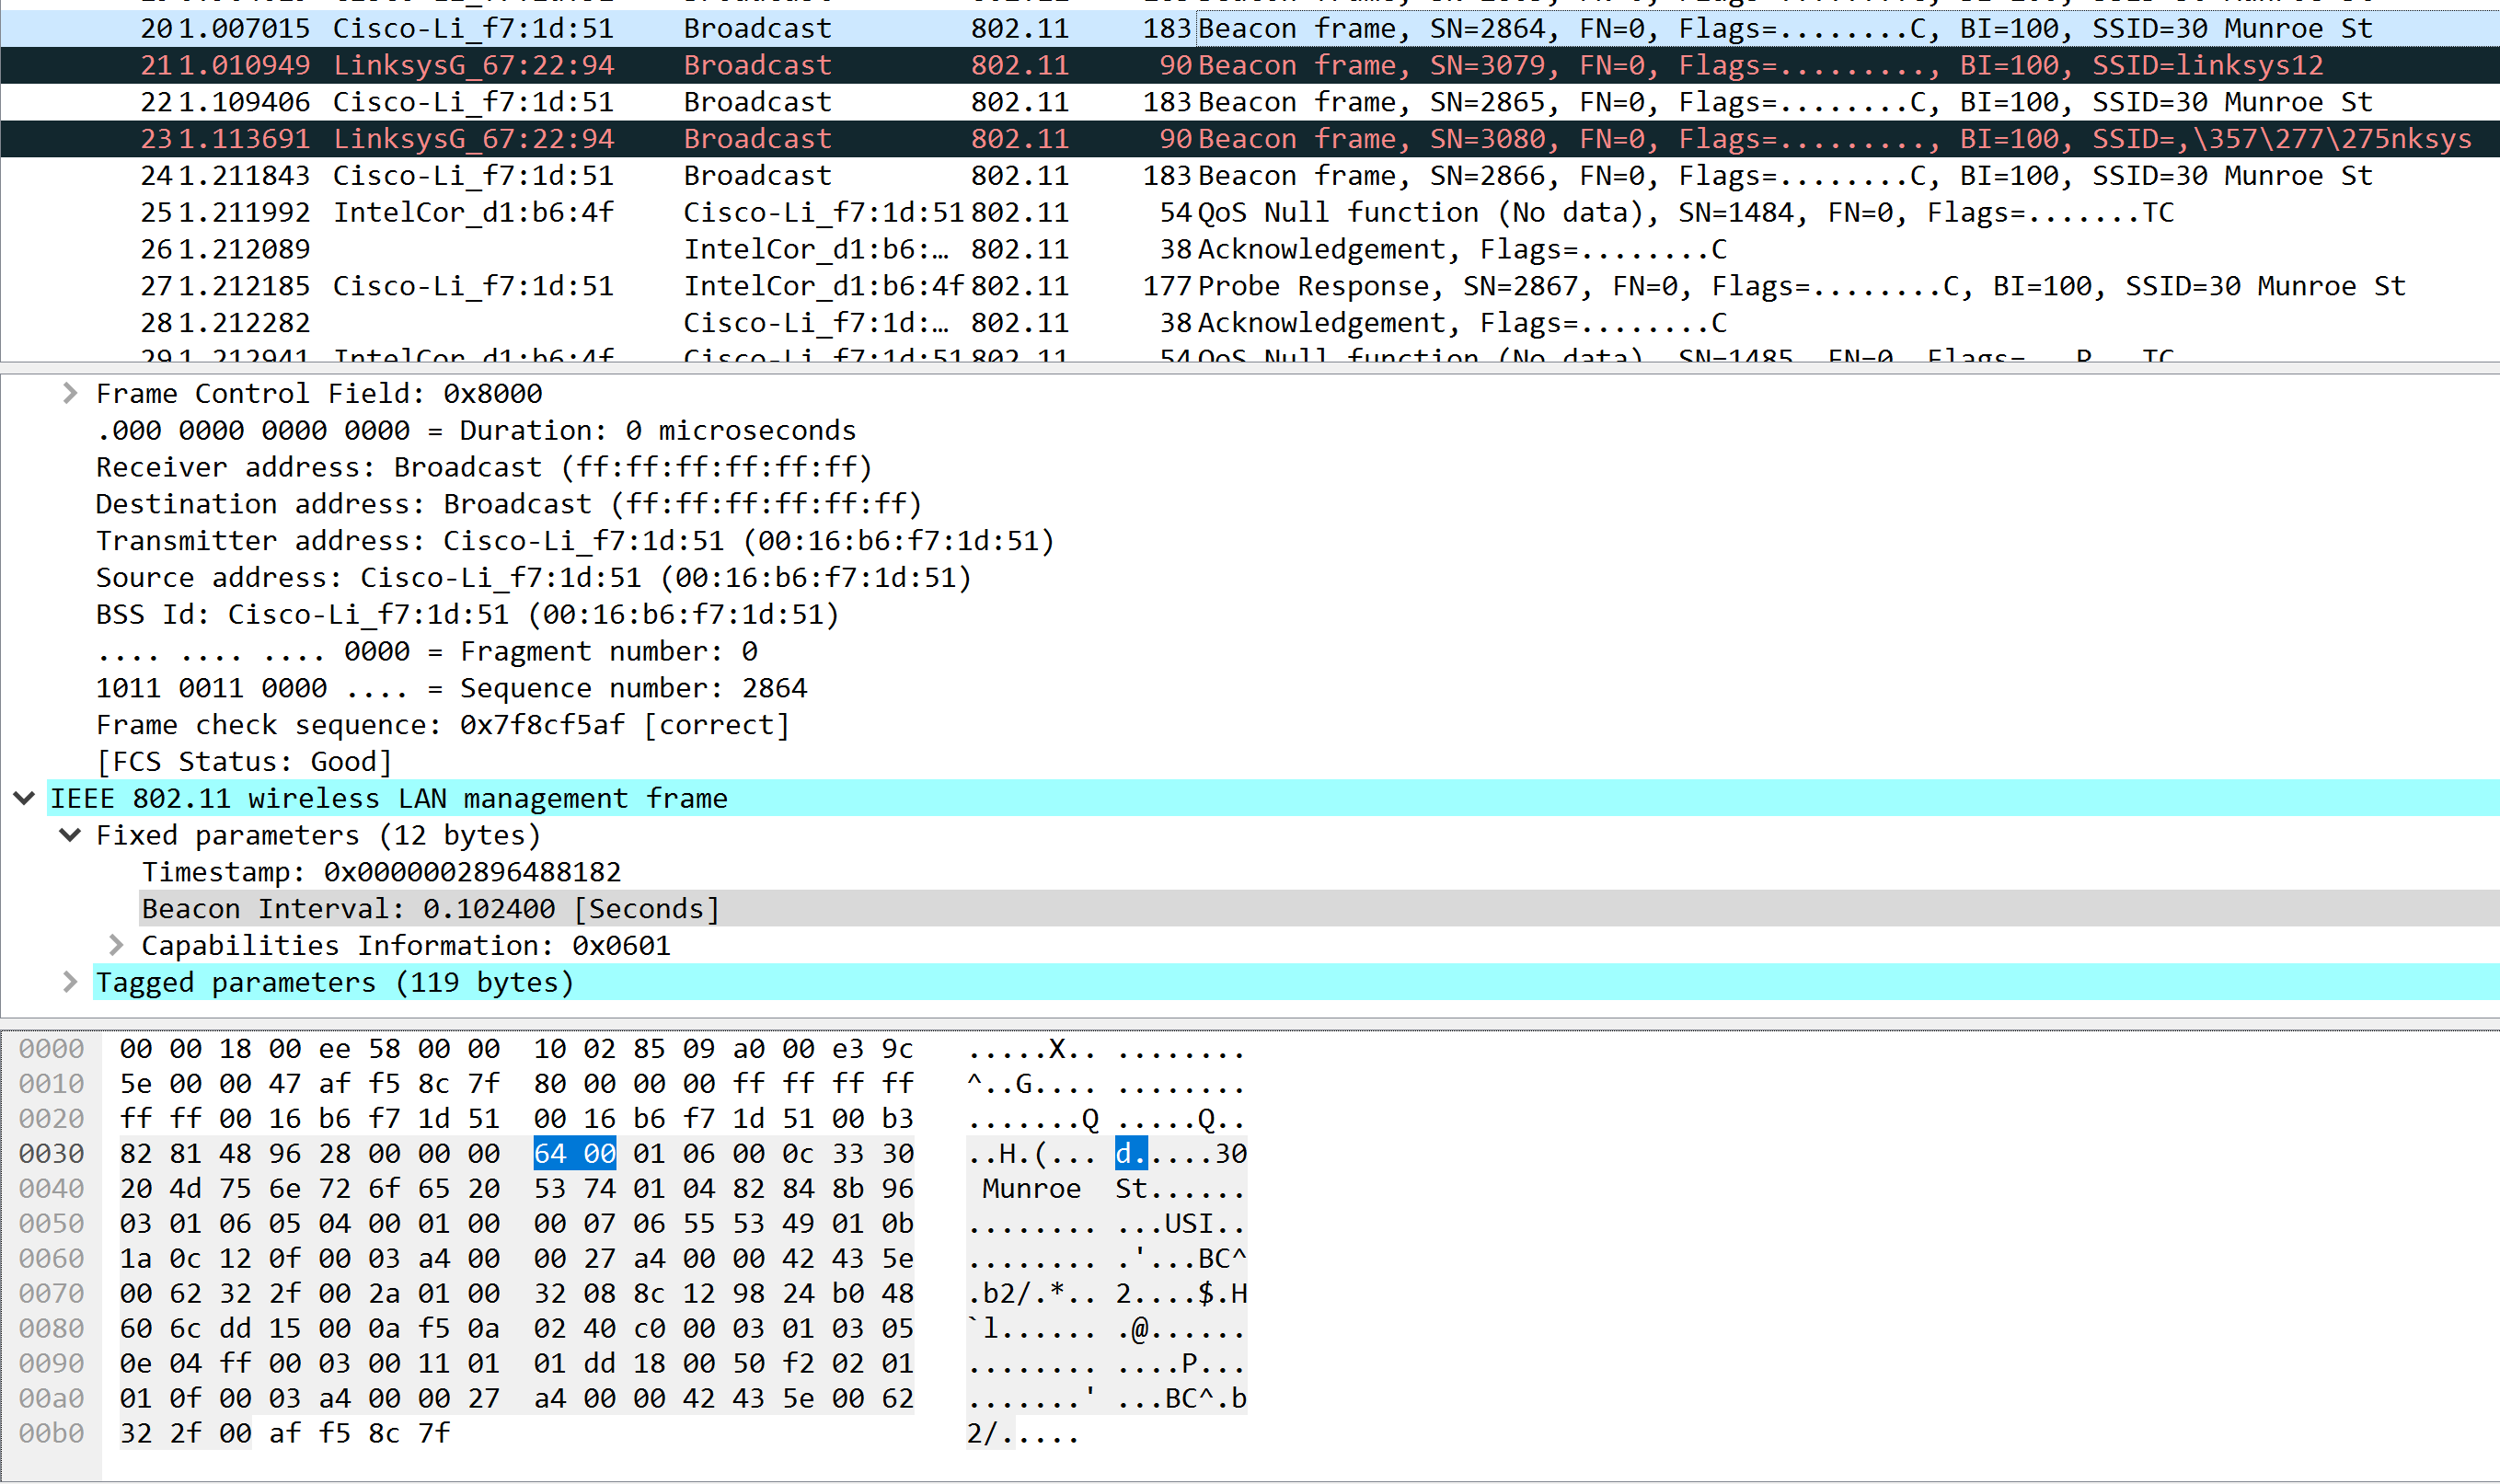 20 1.007015 Cisco-Li_f7:1d:51 Broadcast 802.11 183 Beacon frame, SN=2864, FN=0, Flags=........C, BI=100, SSID=30 Munroe St
21 1.010949 LinksysG_67:22:94 Broadcast 802.11 90 Beacon frame, SN=3079, FN=0, Flags=........., BI=100, SSID=linksys12
22 1.109406 Cisco-Li_f7:1d:51 Broadcast 802.11 183 Beacon frame, SN=2865, FN=0, Flags=........C, BI=100, SSID=30 Munroe St
23 1.113691 LinksysG_67:22:94 Broadcast 802.11 90 Beacon frame, SN=3080, FN=0, Flags=........., BI=100, SSID=,\357\277\275nksys
24 1.211843 Cisco-Li_f7:1d:51 Broadcast 802.11 183 Beacon frame, SN=2866, FN=0, Flags=........C, BI=100, SSID=30 Munroe St
25 1.211992 IntelCor_d1:b6:4f Cisco-Li_f7:1d:51 802.11 54 QoS Null function (No data), SN=1484, FN=0, Flags=.......TC
26 1.212089 IntelCor_d1:b6:… 802.11 38 Acknowledgement, Flags=........C
27 1.212185 Cisco-Li_f7:1d:51 IntelCor_d1:b6:4f 802.11 177 Probe Response, SN=2867, FN=0, Flags=........C, BI=100, SSID=30 Munroe St
28 1.212282 Cisco-Li_f7:1d:… 802.11 38 Acknowledgement, Flags=........C
29 1.212941 IntelCor_d1:b6:4f Cisco-Li_f7:1d:51 802.11 54 QoS Null function (No data), SN=1485, FN=0, Flags=...P...TC
Frame Control Field: 0x8000
.000 0000 0000 0000 = Duration: 0 microseconds
Receiver address: Broadcast (ff:ff:ff:ff:ff:ff)
Destination address: Broadcast (ff:ff:ff:ff:ff:ff)
Transmitter address: Cisco-Li_f7:1d:51 (00:16:b6:f7:1d:51)
Source address: Cisco-Li_f7:1d:51 (00:16:b6:f7:1d:51)
BSS Id: Cisco-Li_f7:1d:51 (00:16:b6:f7:1d:51)
.... .... .... 0000 = Fragment number: 0
1011 0011 0000 .... = Sequence number: 2864
Frame check sequence: 0x7f8cf5af [correct]
[FCS Status: Good]
IEEE 802.11 wireless LAN management frame
Fixed parameters (12 bytes)
Timestamp: 0x0000002896488182
Beacon Interval: 0.102400 [Seconds]
Capabilities Information: 0x0601
Tagged parameters (119 bytes)
0000 00 00 18 00 ee 58 00 00 10 02 85 09 a0 00 e3 9c .....X.. ........
0010 5e 00 00 47 af f5 8c 7f 80 00 00 00 ff ff ff ff ^..G.... ........
0020 ff ff 00 16 b6 f7 1d 51 00 16 b6 f7 1d 51 00 b3 .......Q .....Q..
0030 82 81 48 96 28 00 00 00 64 00 01 06 00 0c 33 30 ..H.(... d.....30
0040 20 4d 75 6e 72 6f 65 20 53 74 01 04 82 84 8b 96 Munroe St......
0050 03 01 06 05 04 00 01 00 00 07 06 55 53 49 01 0b ........ ...USI..
0060 1a 0c 12 0f 00 03 a4 00 00 27 a4 00 00 42 43 5e ........ .'...BC^
0070 00 62 32 2f 00 2a 01 00 32 08 8c 12 98 24 b0 48 .b2/.*.. 2....$.H
0080 60 6c dd 15 00 0a f5 0a 02 40 c0 00 03 01 03 05 `l...... .@......
0090 0e 04 ff 00 03 00 11 01 01 dd 18 00 50 f2 02 01 ........ ....P...
00a0 01 0f 00 03 a4 00 00 27 a4 00 00 42 43 5e 00 62 .......' ...BC^.b
00b0 32 2f 00 af f5 8c 7f 2/.....